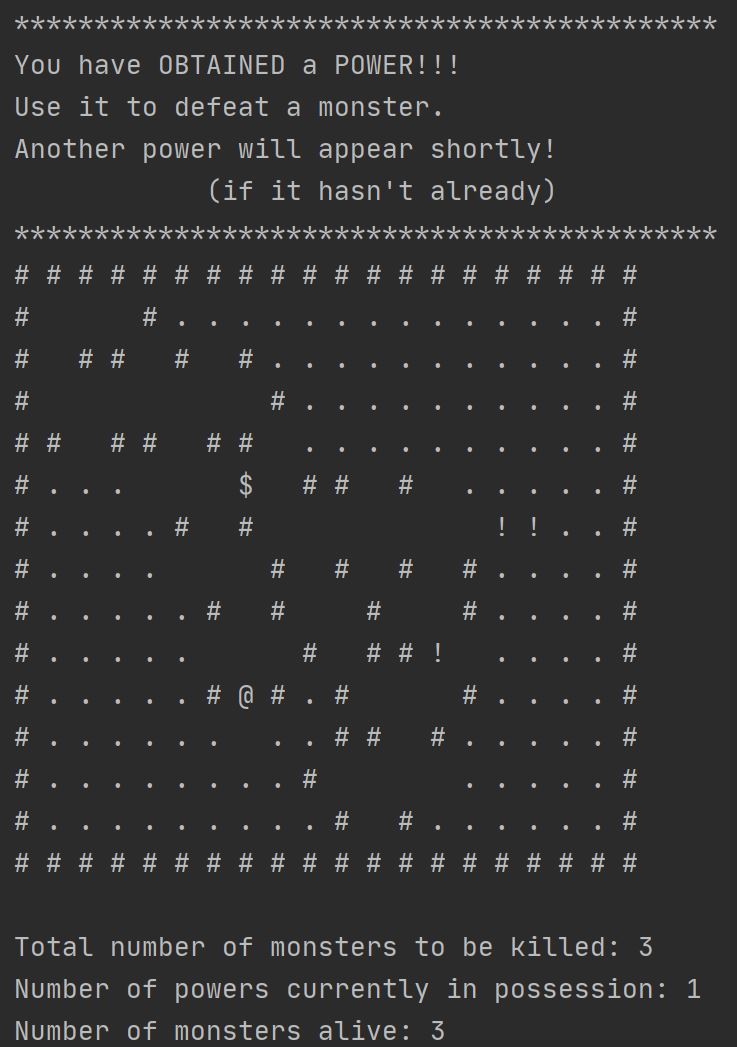 ********************************************
You have OBTAINED a POWER!!!
Use it to defeat a monster.
Another power will appear shortly!
            (if it hasn't already)
********************************************
# # # # # # # # # # # # # # # # # # # #
#       # . . . . . . . . . . . . . . #
#   # #   #   # . . . . . . . . . . . #
#               # . . . . . . . . . . #
# #   # #   # #   . . . . . . . . . . #
# . . .       $   # #   #   . . . . . #
# . . . . #   #               ! ! . . #
# . . . .       #   #   #   # . . . . #
# . . . . . #   #     #     # . . . . #
# . . . . .       #   # # !   . . . . #
# . . . . . # @ # . #       # . . . . #
# . . . . . .   . . # #   # . . . . . #
# . . . . . . . . #         . . . . . #
# . . . . . . . . . #   # . . . . . . #
# # # # # # # # # # # # # # # # # # # #
Total number of monsters to be killed: 3
Number of powers currently in possession: 1
Number of monsters alive: 3